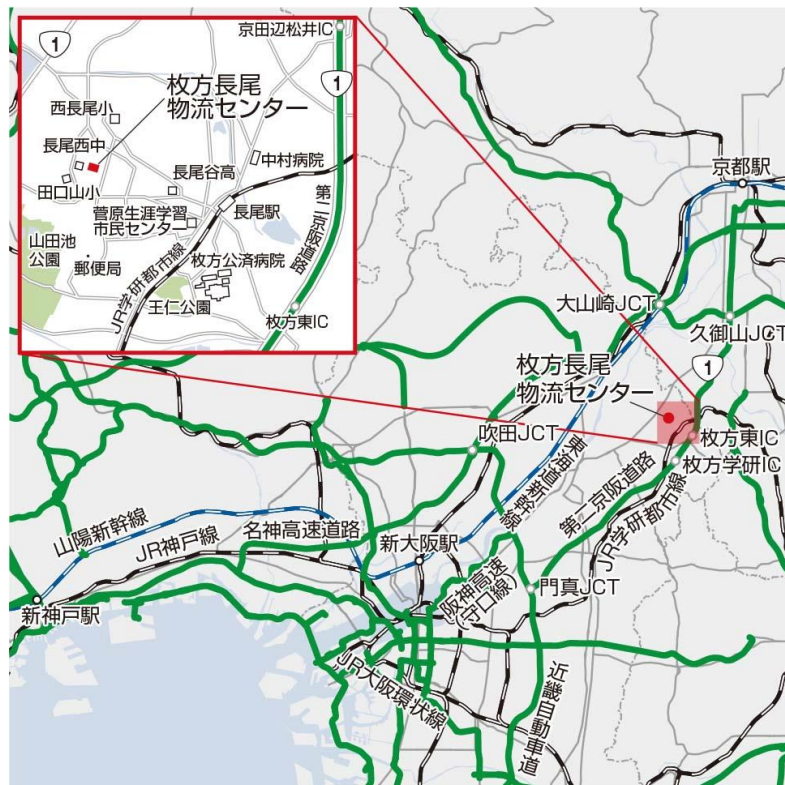 京田辺松井IC
1
1
枚方長尾
物流センター
西長尾小
長尾西中
中村病院
長尾谷高
田口山小
長尾駅
菅原生涯学習
市民センター
第二京阪道路
山田池
公園
郵便局
枚方公済病院
JR学研都市線
王仁公園
枚方東IC
京都駅
大山崎JCT
久御山JCT
1
枚方長尾
物流センター
吹田JCT
枚方東IC
枚方学研IC
東海道新幹線
第二京阪道路
JR学研都市線
山陽新幹線
JR神戸線
名神高速道路
新大阪駅
阪神高速
(守口線)
門真JCT
新神戸駅
JR大阪環状線
近畿自動車道